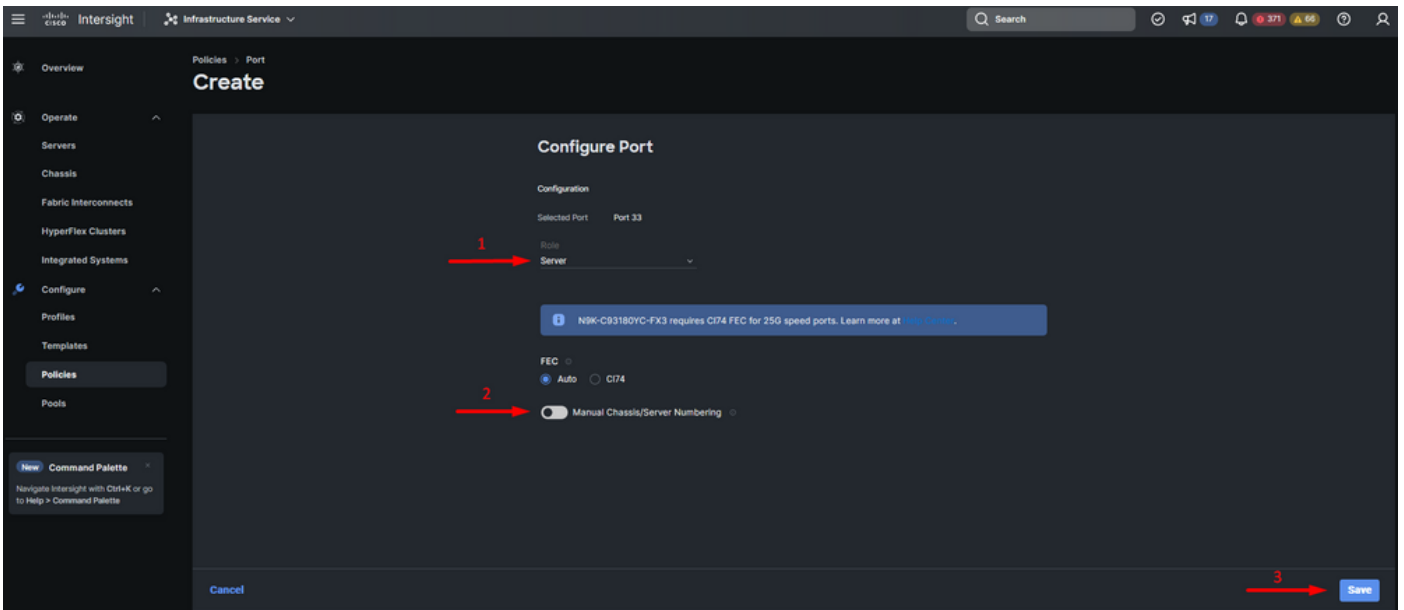 cisco Intersight
Infrastructure Service
Search
17
371
66
Overview
Operate
Servers
Chassis
Fabric Interconnects
HyperFlex Clusters
Integrated Systems
Configure
Profiles
Templates
Policies
Pools
New Command Palette
Navigate Intersight with Ctrl+K or go
to Help > Command Palette
Policies > Port
Create
Configure Port
Configuration
Selected Port Port 33
Role
1
Server
N9K-C93180YC-FX3 requires Cl74 FEC for 25G speed ports. Learn more at
FEC
Auto Cl74
2
Manual Chassis/Server Numbering
Cancel
3
Save